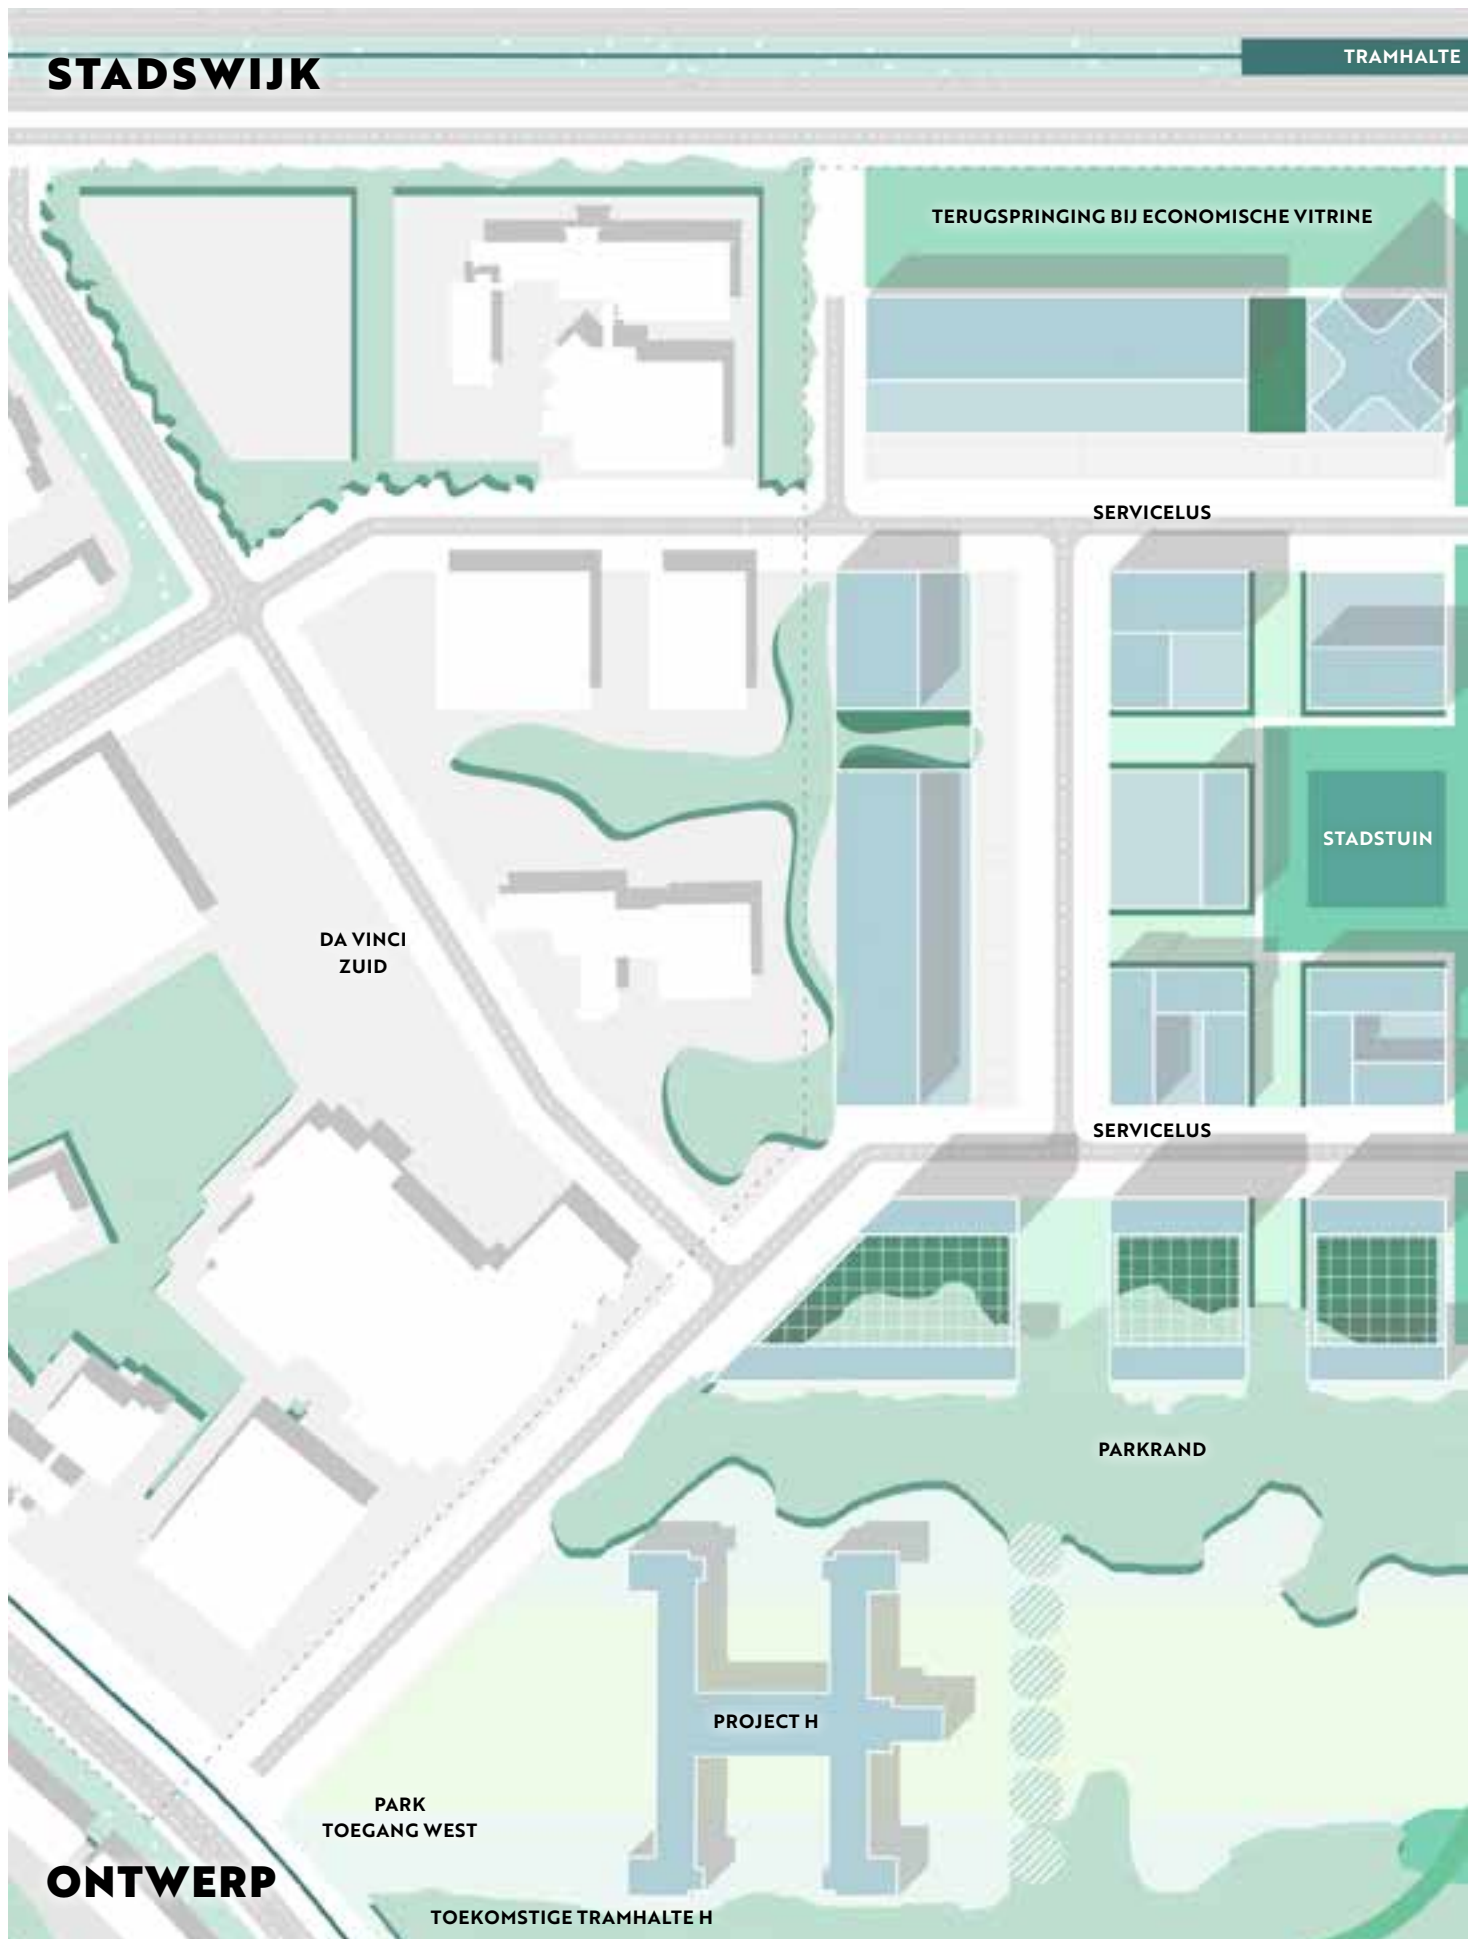 STADSWIJK
TRAMHALTE
TERUGSPRINGING BIJ ECONOMISCHE VITRINE
SERVICELUS
STADSTUIN
DA VINCI
ZUID
SERVICELUS
PARKRAND
PROJECT H
PARK
TOEGANG WEST
ONTWERP
TOEKOMSTIGE TRAMHALTE H